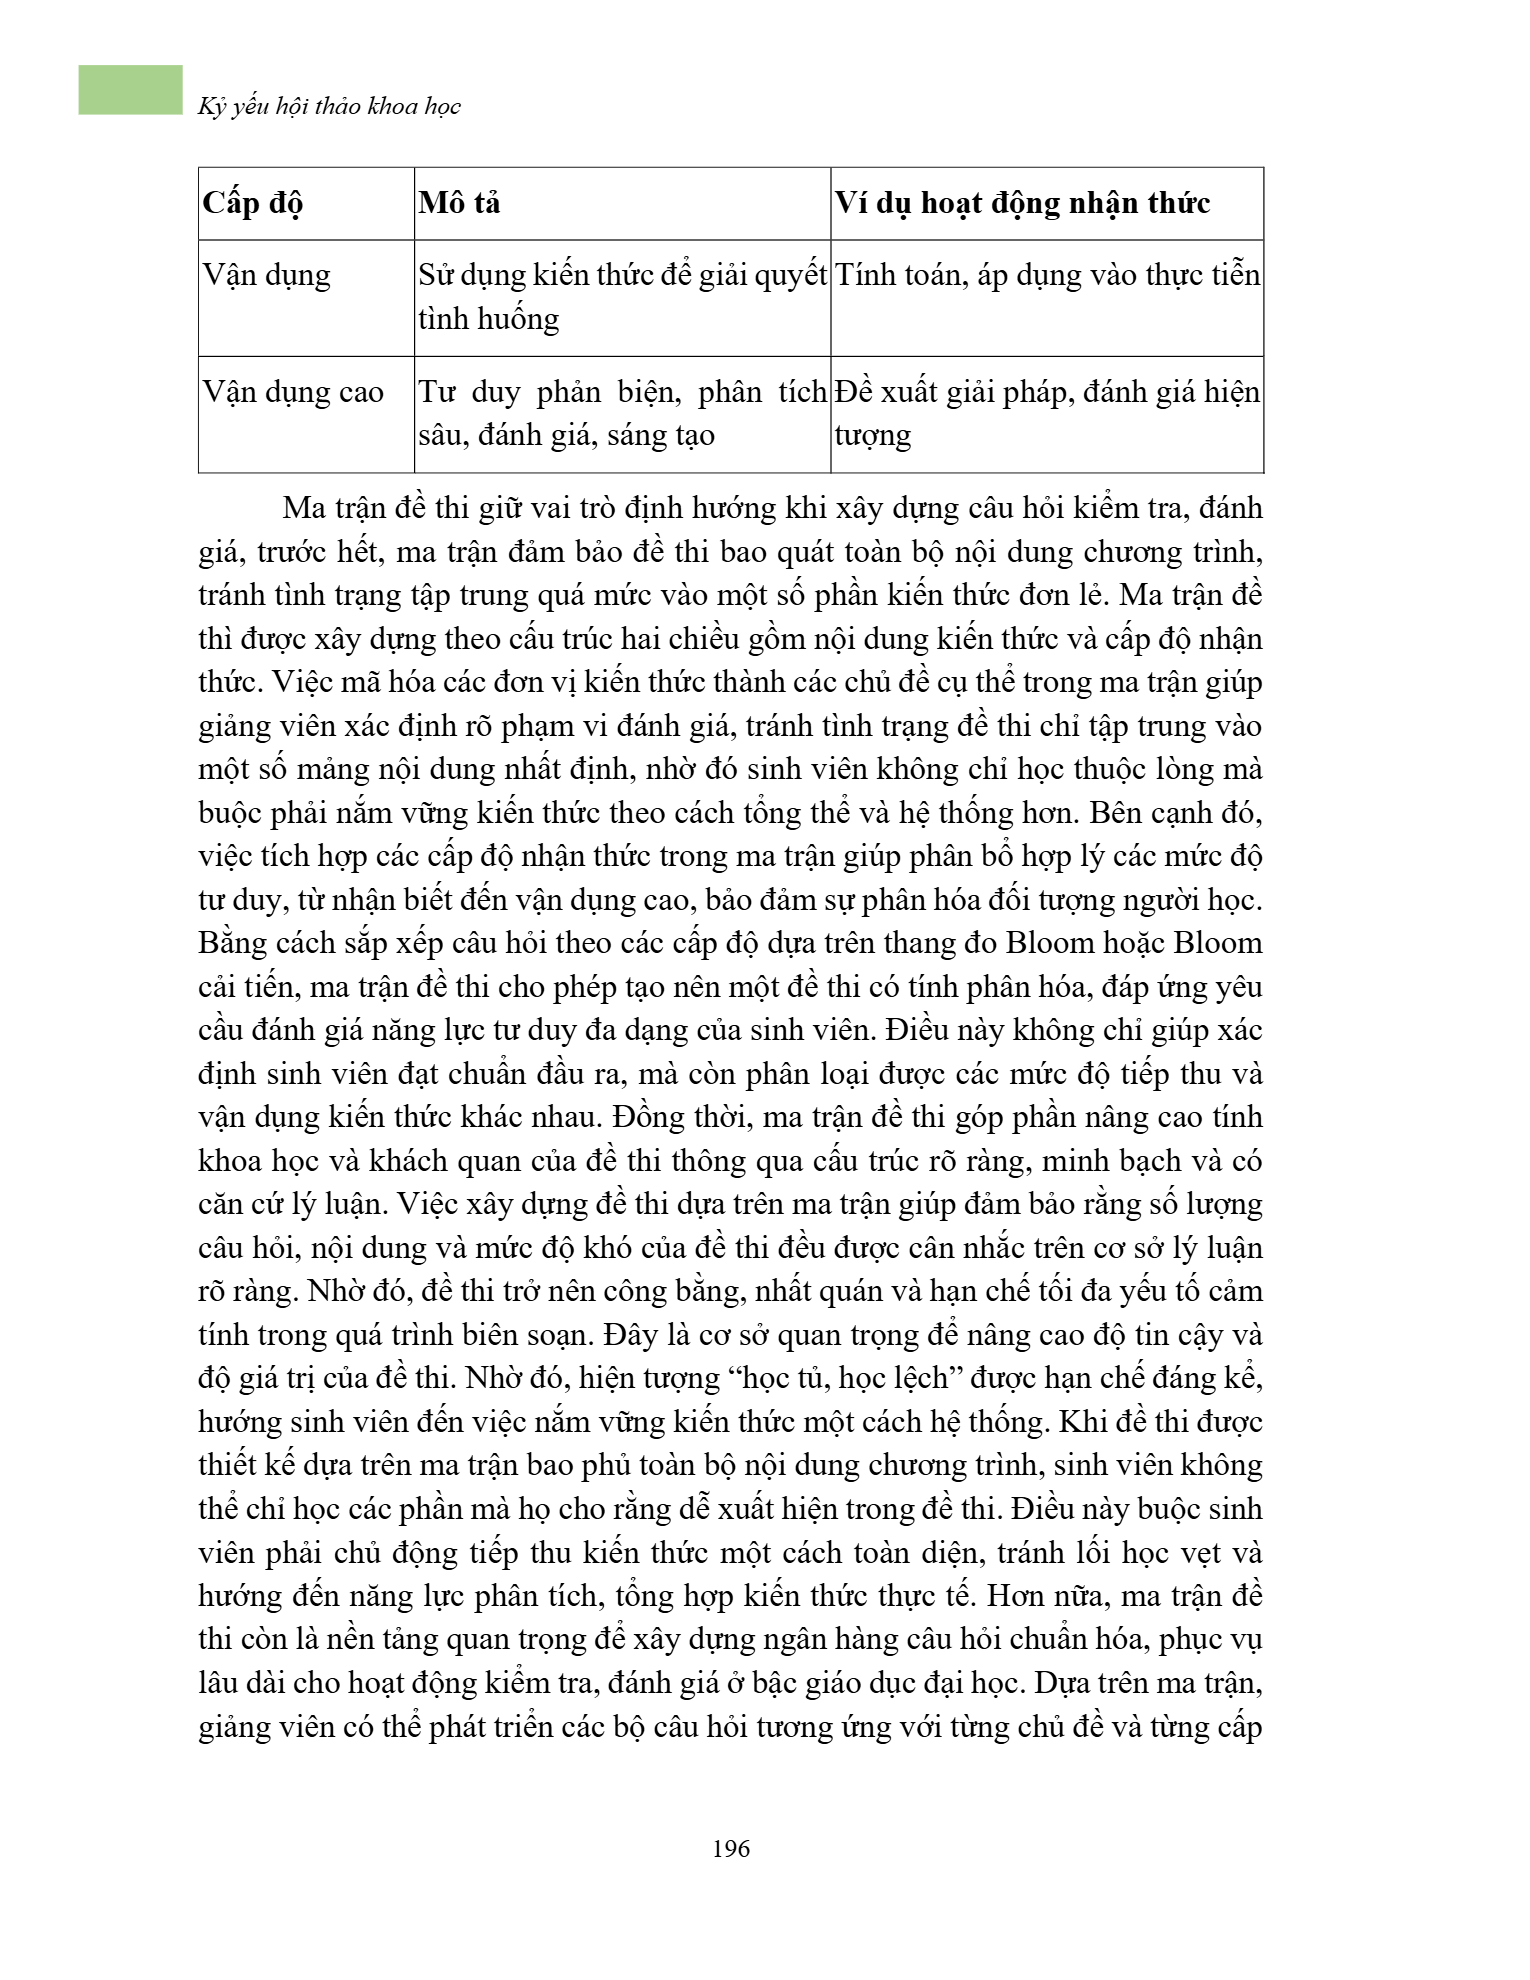 Kỷ yếu hội thảo khoa học
Cấp độ Mô tả Ví dụ hoạt động nhận thức
Vận dụng Sử dụng kiến thức để giải quyết Tính toán, áp dụng vào thực tiễn
tình huống
Vận dụng cao Tư duy phản biện, phân tích Đề xuất giải pháp, đánh giá hiện
sâu, đánh giá, sáng tạo tượng
Ma trận đề thi giữ vai trò định hướng khi xây dựng câu hỏi kiểm tra, đánh
giá, trước hết, ma trận đảm bảo đề thi bao quát toàn bộ nội dung chương trình,
tránh tình trạng tập trung quá mức vào một số phần kiến thức đơn lẻ. Ma trận đề
thì được xây dựng theo cấu trúc hai chiều gồm nội dung kiến thức và cấp độ nhận
thức. Việc mã hóa các đơn vị kiến thức thành các chủ đề cụ thể trong ma trận giúp
giảng viên xác định rõ phạm vi đánh giá, tránh tình trạng đề thi chỉ tập trung vào
một số mảng nội dung nhất định, nhờ đó sinh viên không chỉ học thuộc lòng mà
buộc phải nắm vững kiến thức theo cách tổng thể và hệ thống hơn. Bên cạnh đó,
việc tích hợp các cấp độ nhận thức trong ma trận giúp phân bổ hợp lý các mức độ
tư duy, từ nhận biết đến vận dụng cao, bảo đảm sự phân hóa đối tượng người học.
Bằng cách sắp xếp câu hỏi theo các cấp độ dựa trên thang đo Bloom hoặc Bloom
cải tiến, ma trận đề thi cho phép tạo nên một đề thi có tính phân hóa, đáp ứng yêu
cầu đánh giá năng lực tư duy đa dạng của sinh viên. Điều này không chỉ giúp xác
định sinh viên đạt chuẩn đầu ra, mà còn phân loại được các mức độ tiếp thu và
vận dụng kiến thức khác nhau. Đồng thời, ma trận đề thi góp phần nâng cao tính
khoa học và khách quan của đề thi thông qua cấu trúc rõ ràng, minh bạch và có
căn cứ lý luận. Việc xây dựng đề thi dựa trên ma trận giúp đảm bảo rằng số lượng
câu hỏi, nội dung và mức độ khó của đề thi đều được cân nhắc trên cơ sở lý luận
rõ ràng. Nhờ đó, đề thi trở nên công bằng, nhất quán và hạn chế tối đa yếu tố cảm
tính trong quá trình biên soạn. Đây là cơ sở quan trọng để nâng cao độ tin cậy và
độ giá trị của đề thi. Nhờ đó, hiện tượng “học tủ, học lệch” được hạn chế đáng kể,
hướng sinh viên đến việc nắm vững kiến thức một cách hệ thống. Khi đề thi được
thiết kế dựa trên ma trận bao phủ toàn bộ nội dung chương trình, sinh viên không
thể chỉ học các phần mà họ cho rằng dễ xuất hiện trong đề thi. Điều này buộc sinh
viên phải chủ động tiếp thu kiến thức một cách toàn diện, tránh lối học vẹt và
hướng đến năng lực phân tích, tổng hợp kiến thức thực tế. Hơn nữa, ma trận đề
thi còn là nền tảng quan trọng để xây dựng ngân hàng câu hỏi chuẩn hóa, phục vụ
lâu dài cho hoạt động kiểm tra, đánh giá ở bậc giáo dục đại học. Dựa trên ma trận,
giảng viên có thể phát triển các bộ câu hỏi tương ứng với từng chủ đề và từng cấp
196